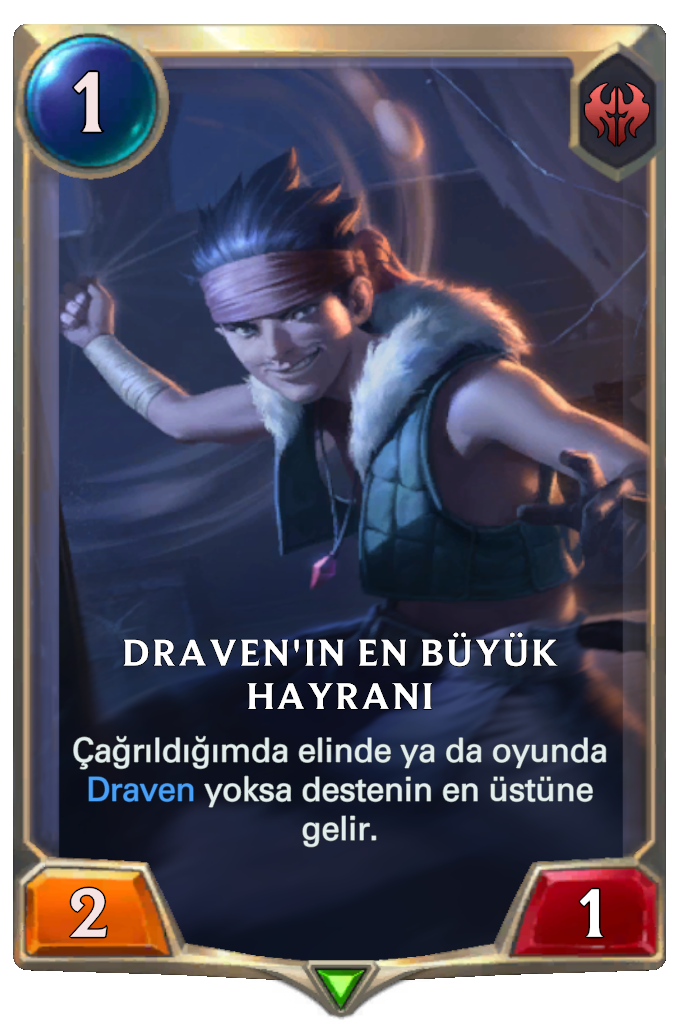 1
DRAVEN'IN EN BÜYÜK
HAYRANI
Çağrıldığımda elinde ya da oyunda
Draven yoksa destenin en üstüne
gelir.
2
1